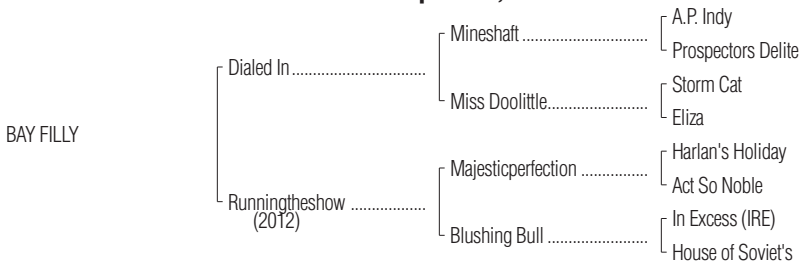 A.P. Indy
Mineshaft ..............................
Prospectors Delite
Dialed In ................................
Storm Cat
Miss Doolittle........................
Eliza
BAY FILLY
Harlan's Holiday
Majesticperfection ................
Act So Noble
Runningtheshow ..................
(2012)
In Excess (IRE)
Blushing Bull ........................
House of Soviet's